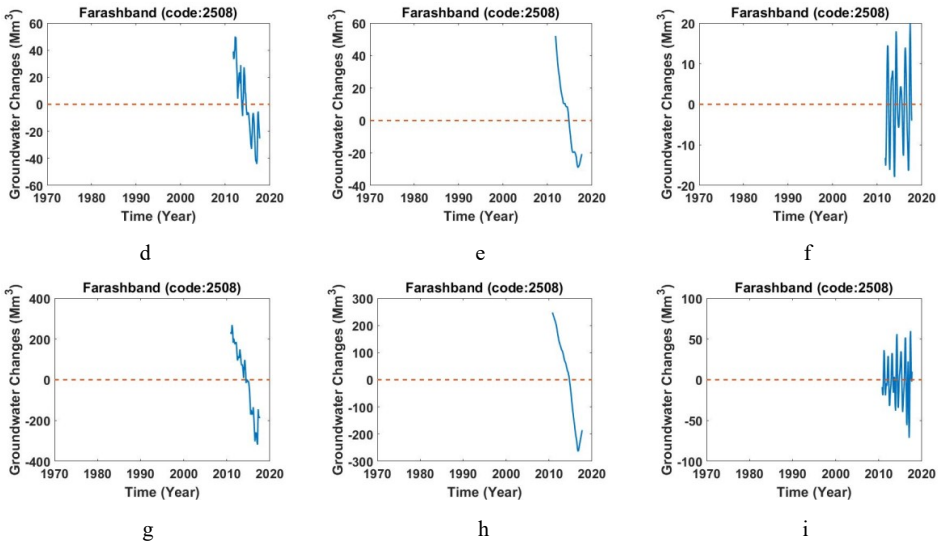 Farashband (code:2508)
Groundwater Changes (Mm³)
60
40
20
0
-20
-40
-60
1970 1980 1990 2000 2010 2020
Time (Year)
d
Farashband (code:2508)
Groundwater Changes (Mm³)
60
40
20
0
-20
-40
1970 1980 1990 2000 2010 2020
Time (Year)
e
Farashband (code:2508)
Groundwater Changes (Mm³)
20
10
0
-10
-20
1970 1980 1990 2000 2010 2020
Time (Year)
f
Farashband (code:2508)
Groundwater Changes (Mm³)
400
200
0
-200
-400
1970 1980 1990 2000 2010 2020
Time (Year)
g
Farashband (code:2508)
Groundwater Changes (Mm³)
300
200
100
0
-100
-200
-300
1970 1980 1990 2000 2010 2020
Time (Year)
h
Farashband (code:2508)
Groundwater Changes (Mm³)
100
50
0
-50
-100
1970 1980 1990 2000 2010 2020
Time (Year)
i